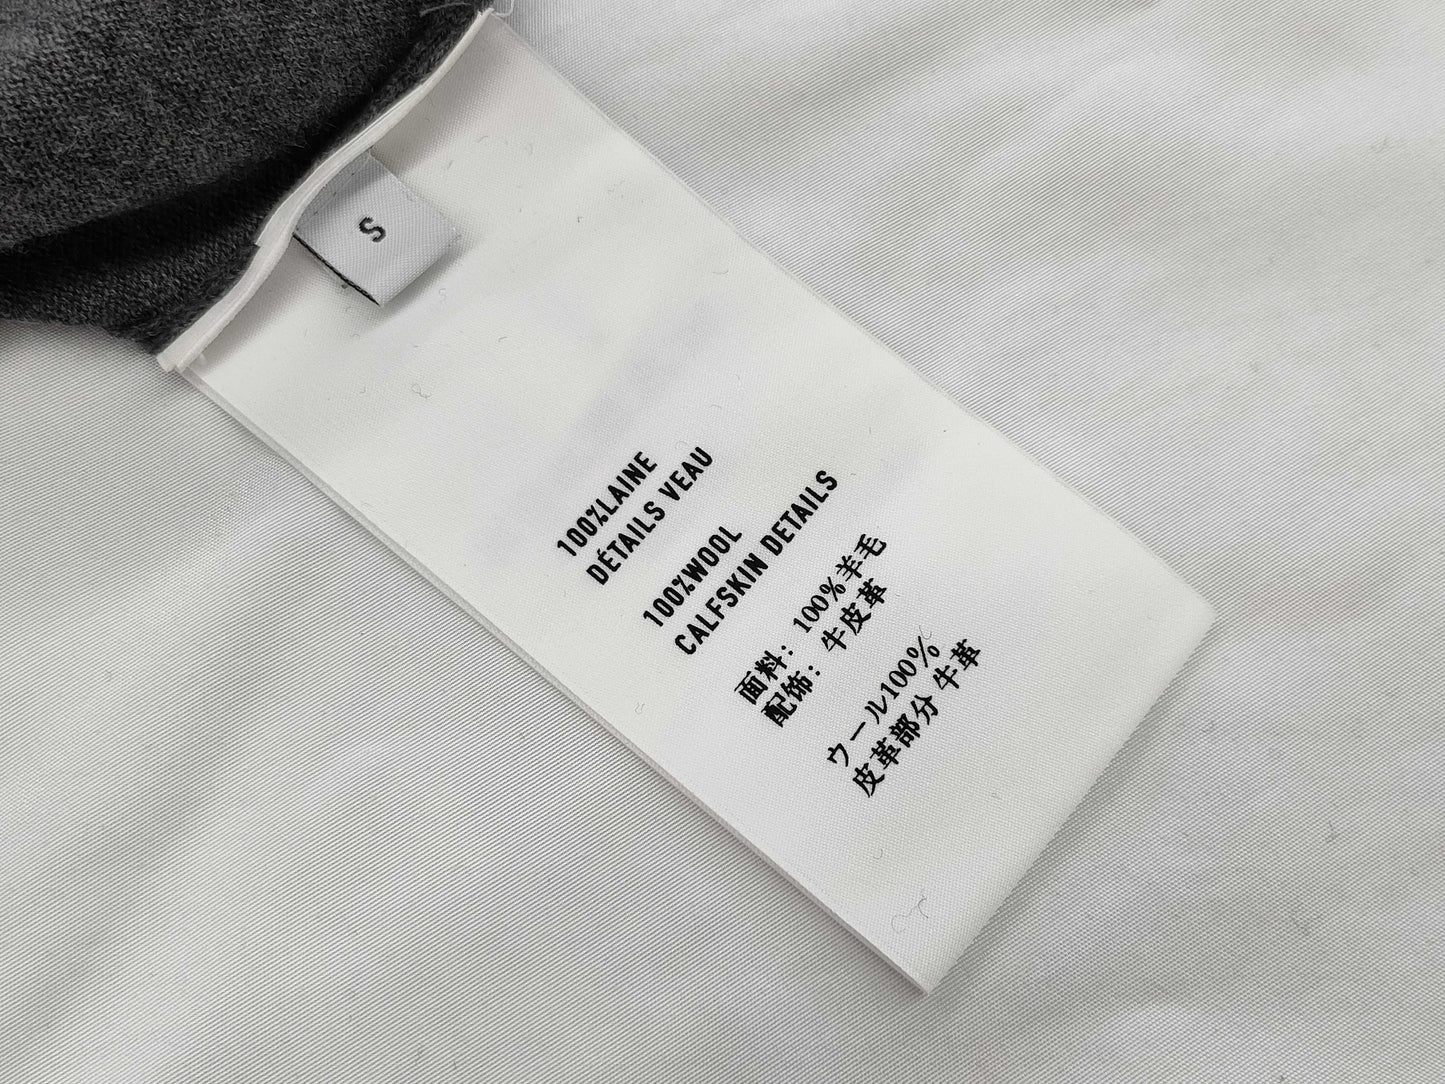 S
100%LAINE
DÉTAILS VEAU
100%WOOL
CALFSKIN DETAILS
面料: 100%羊毛
配饰: 牛皮革
ウール100%
皮革部分 牛革